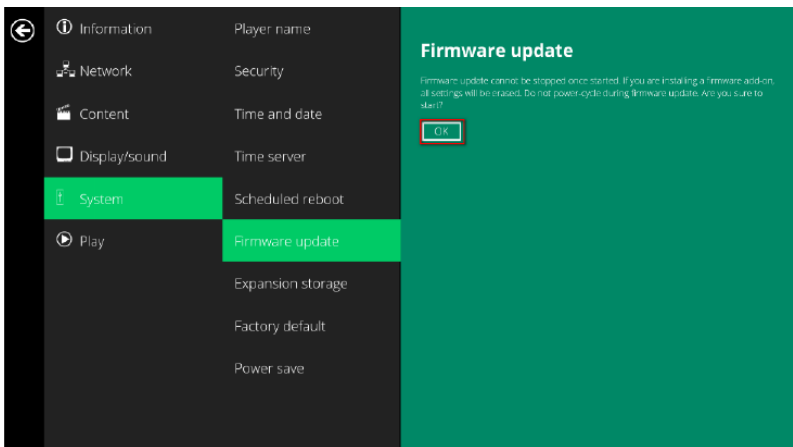 Information
Network
Content
Display/sound
System
Play
Player name
Security
Time and date
Time server
Scheduled reboot
Firmware update
Expansion storage
Factory default
Power save
Firmware update
Firmware update cannot be stopped once started. If you are installing a firmware add-on,
all settings will be erased. Do not power-cycle during firmware update. Are you sure to
start?
OK